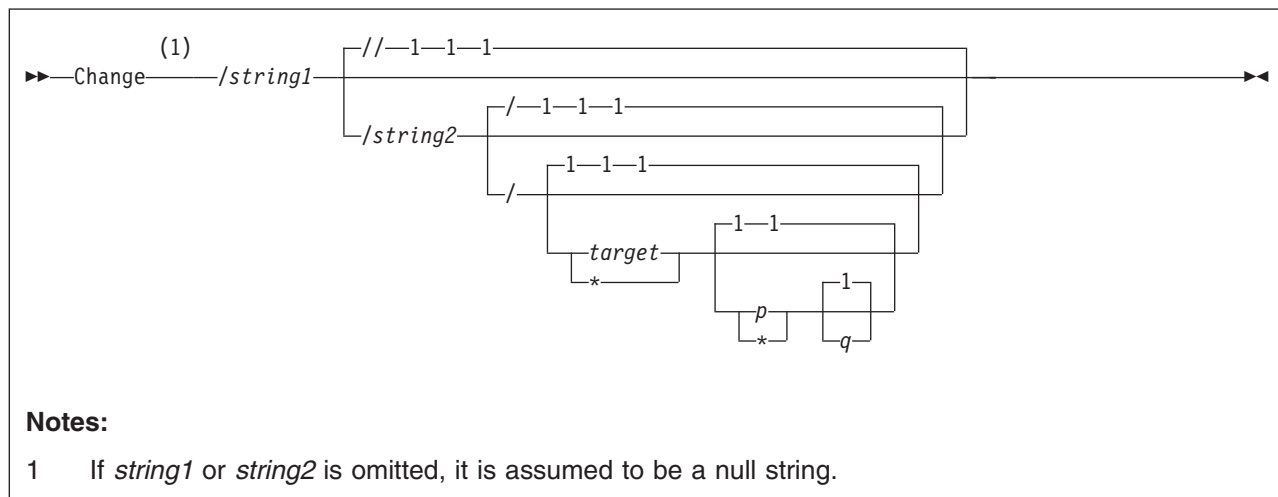 (1)
//—1—1—1
▶▶—Change—/string1
/—1—1—1
/string2
1—1—1
/
1—1
target
*
1
p
*
q
▶◀
Notes:
1 If string1 or string2 is omitted, it is assumed to be a null string.